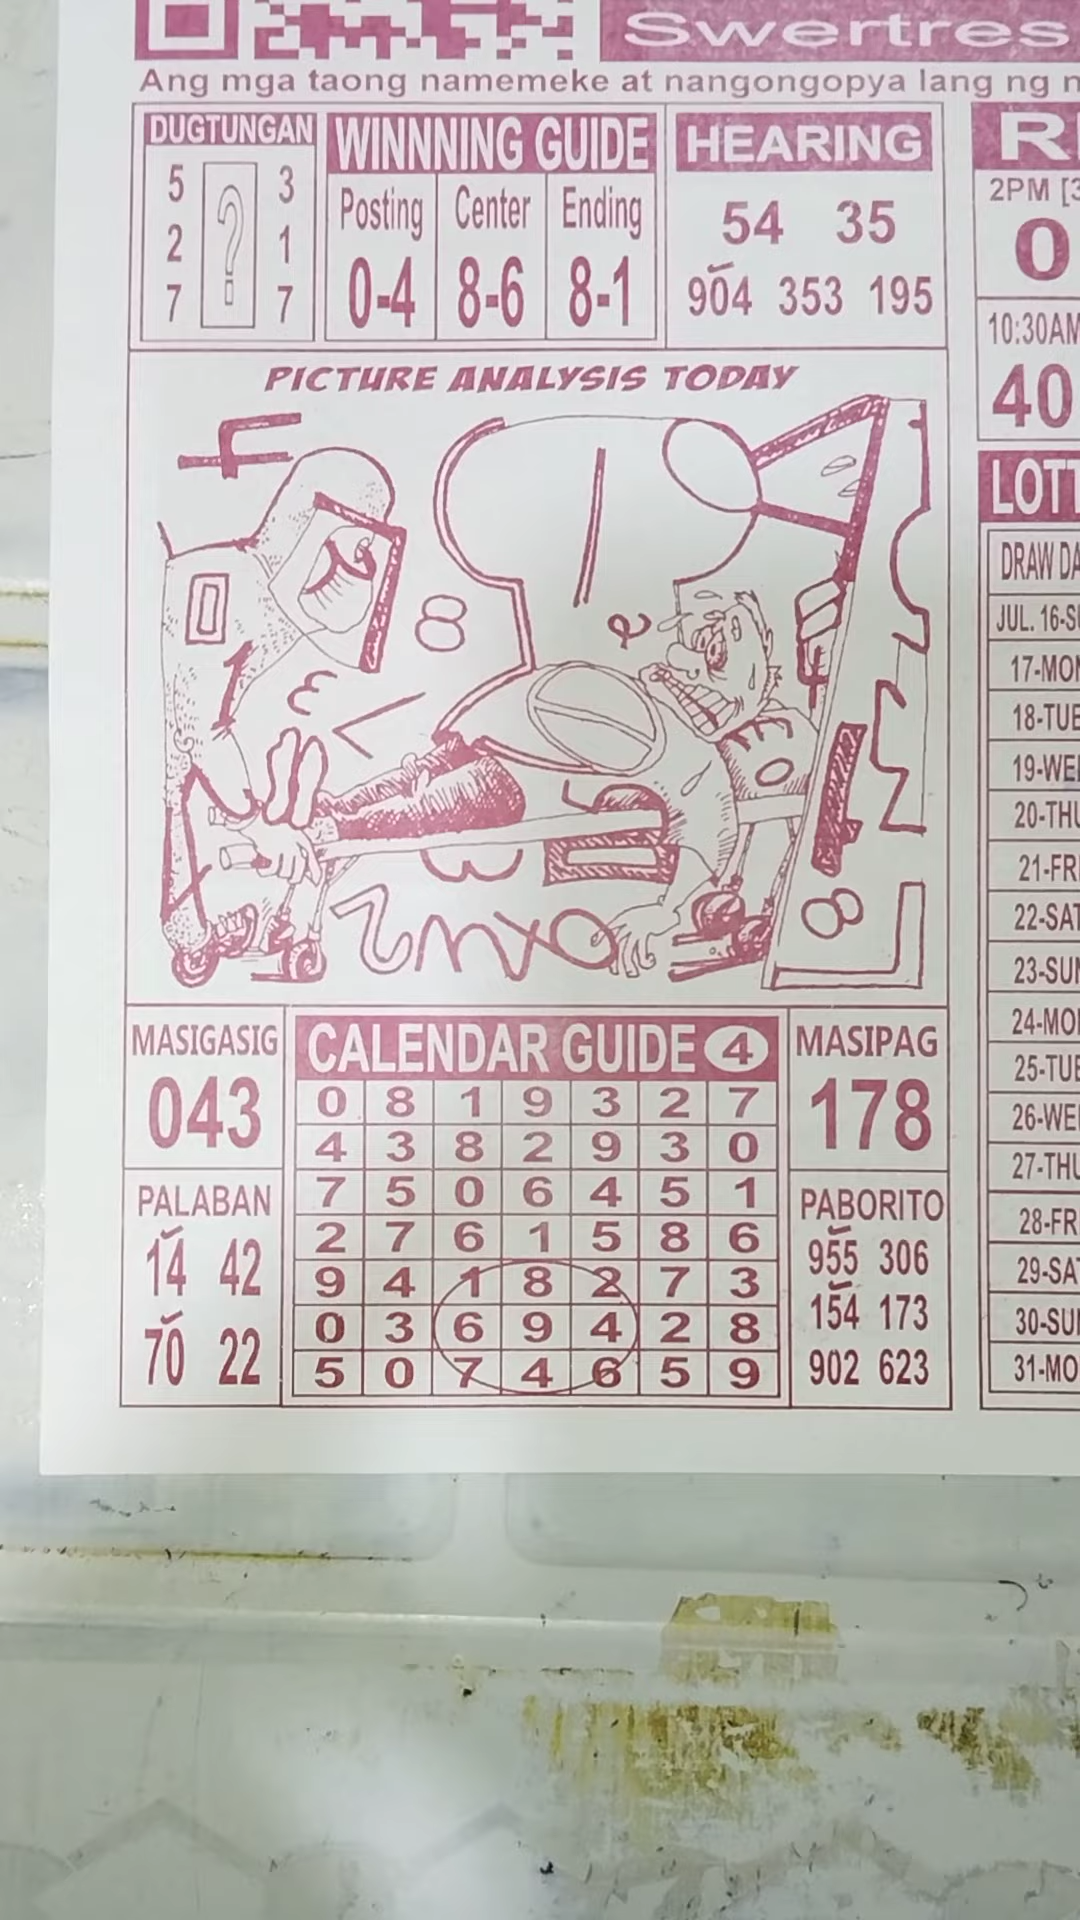 Swertres
Ang mga taong namemeke at nangongopya lang ng
DUGTUNGAN
5 ? 3
2 1
7 7
WINNNING GUIDE
Posting Center Ending
0-4 8-6 8-1
HEARING
54 35
904 353 195
2PM [3
0
10:30AM
40
PICTURE ANALYSIS TODAY
MASIGASIG
043
PALABAN
14 42
70 22
CALENDAR GUIDE 4
0 8 1 9 3 2 7
4 3 8 2 9 3 0
7 5 0 6 4 5 1
2 7 6 1 5 8 6
9 4 1 8 2 7 3
0 3 6 9 4 2 8
5 0 7 4 6 5 9
MASIPAG
178
PABORITO
955 306
154 173
902 623
LOTT
DRAW DA
JUL. 16-SU
17-MON
18-TUE
19-WED
20-THU
21-FRI
22-SAT
23-SUN
24-MON
25-TUE
26-WED
27-THU
28-FR
29-SAT
30-SUN
31-MO